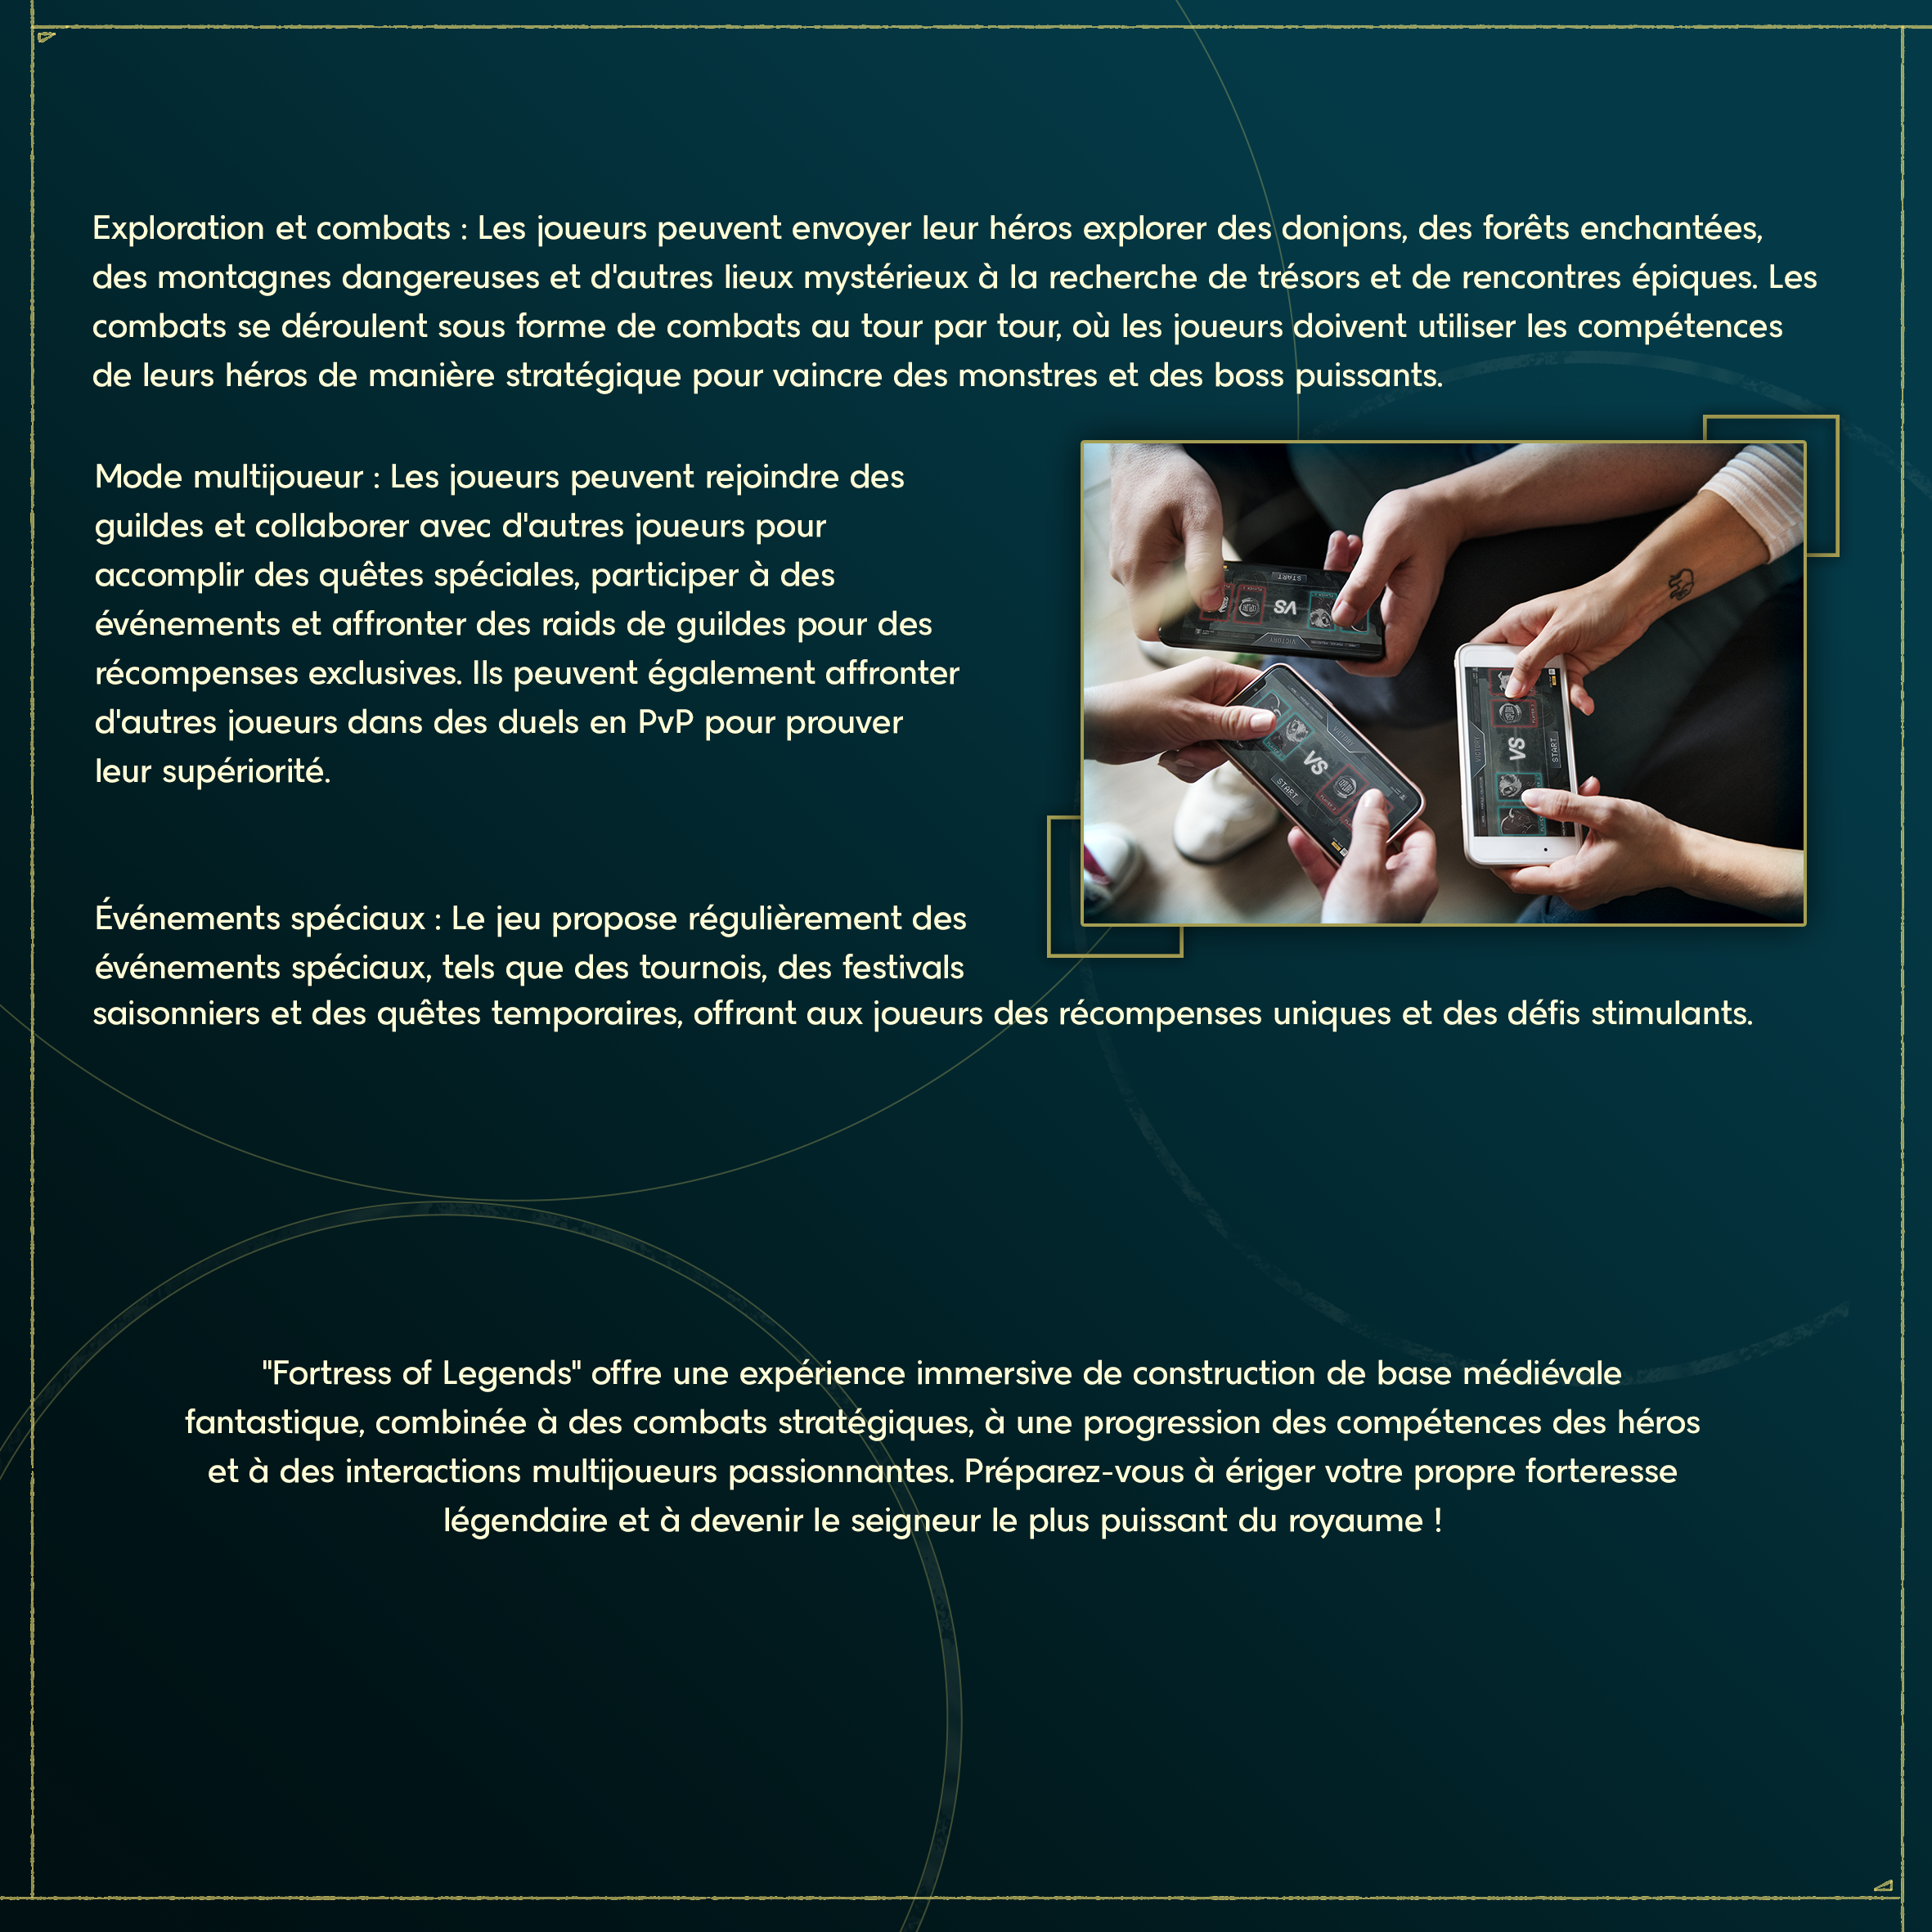 Exploration et combats : Les joueurs peuvent envoyer leur héros explorer des donjons, des forêts enchantées,
des montagnes dangereuses et d'autres lieux mystérieux à la recherche de trésors et de rencontres épiques. Les
combats se déroulent sous forme de combats au tour par tour, où les joueurs doivent utiliser les compétences
de leurs héros de manière stratégique pour vaincre des monstres et des boss puissants.
Mode multijoueur : Les joueurs peuvent rejoindre des
guildes et collaborer avec d'autres joueurs pour
accomplir des quêtes spéciales, participer à des
événements et affronter des raids de guildes pour des
récompenses exclusives. Ils peuvent également affronter
d'autres joueurs dans des duels en PvP pour prouver
leur supériorité.
START
VS
VICTORY
VICTORY
VS
START
VICTORY
VS
START
Événements spéciaux : Le jeu propose régulièrement des
événements spéciaux, tels que des tournois, des festivals
saisonniers et des quêtes temporaires, offrant aux joueurs des récompenses uniques et des défis stimulants.
"Fortress of Legends" offre une expérience immersive de construction de base médiévale
fantastique, combinée à des combats stratégiques, à une progression des compétences des héros
et à des interactions multijoueurs passionnantes. Préparez-vous à ériger votre propre forteresse
légendaire et à devenir le seigneur le plus puissant du royaume !